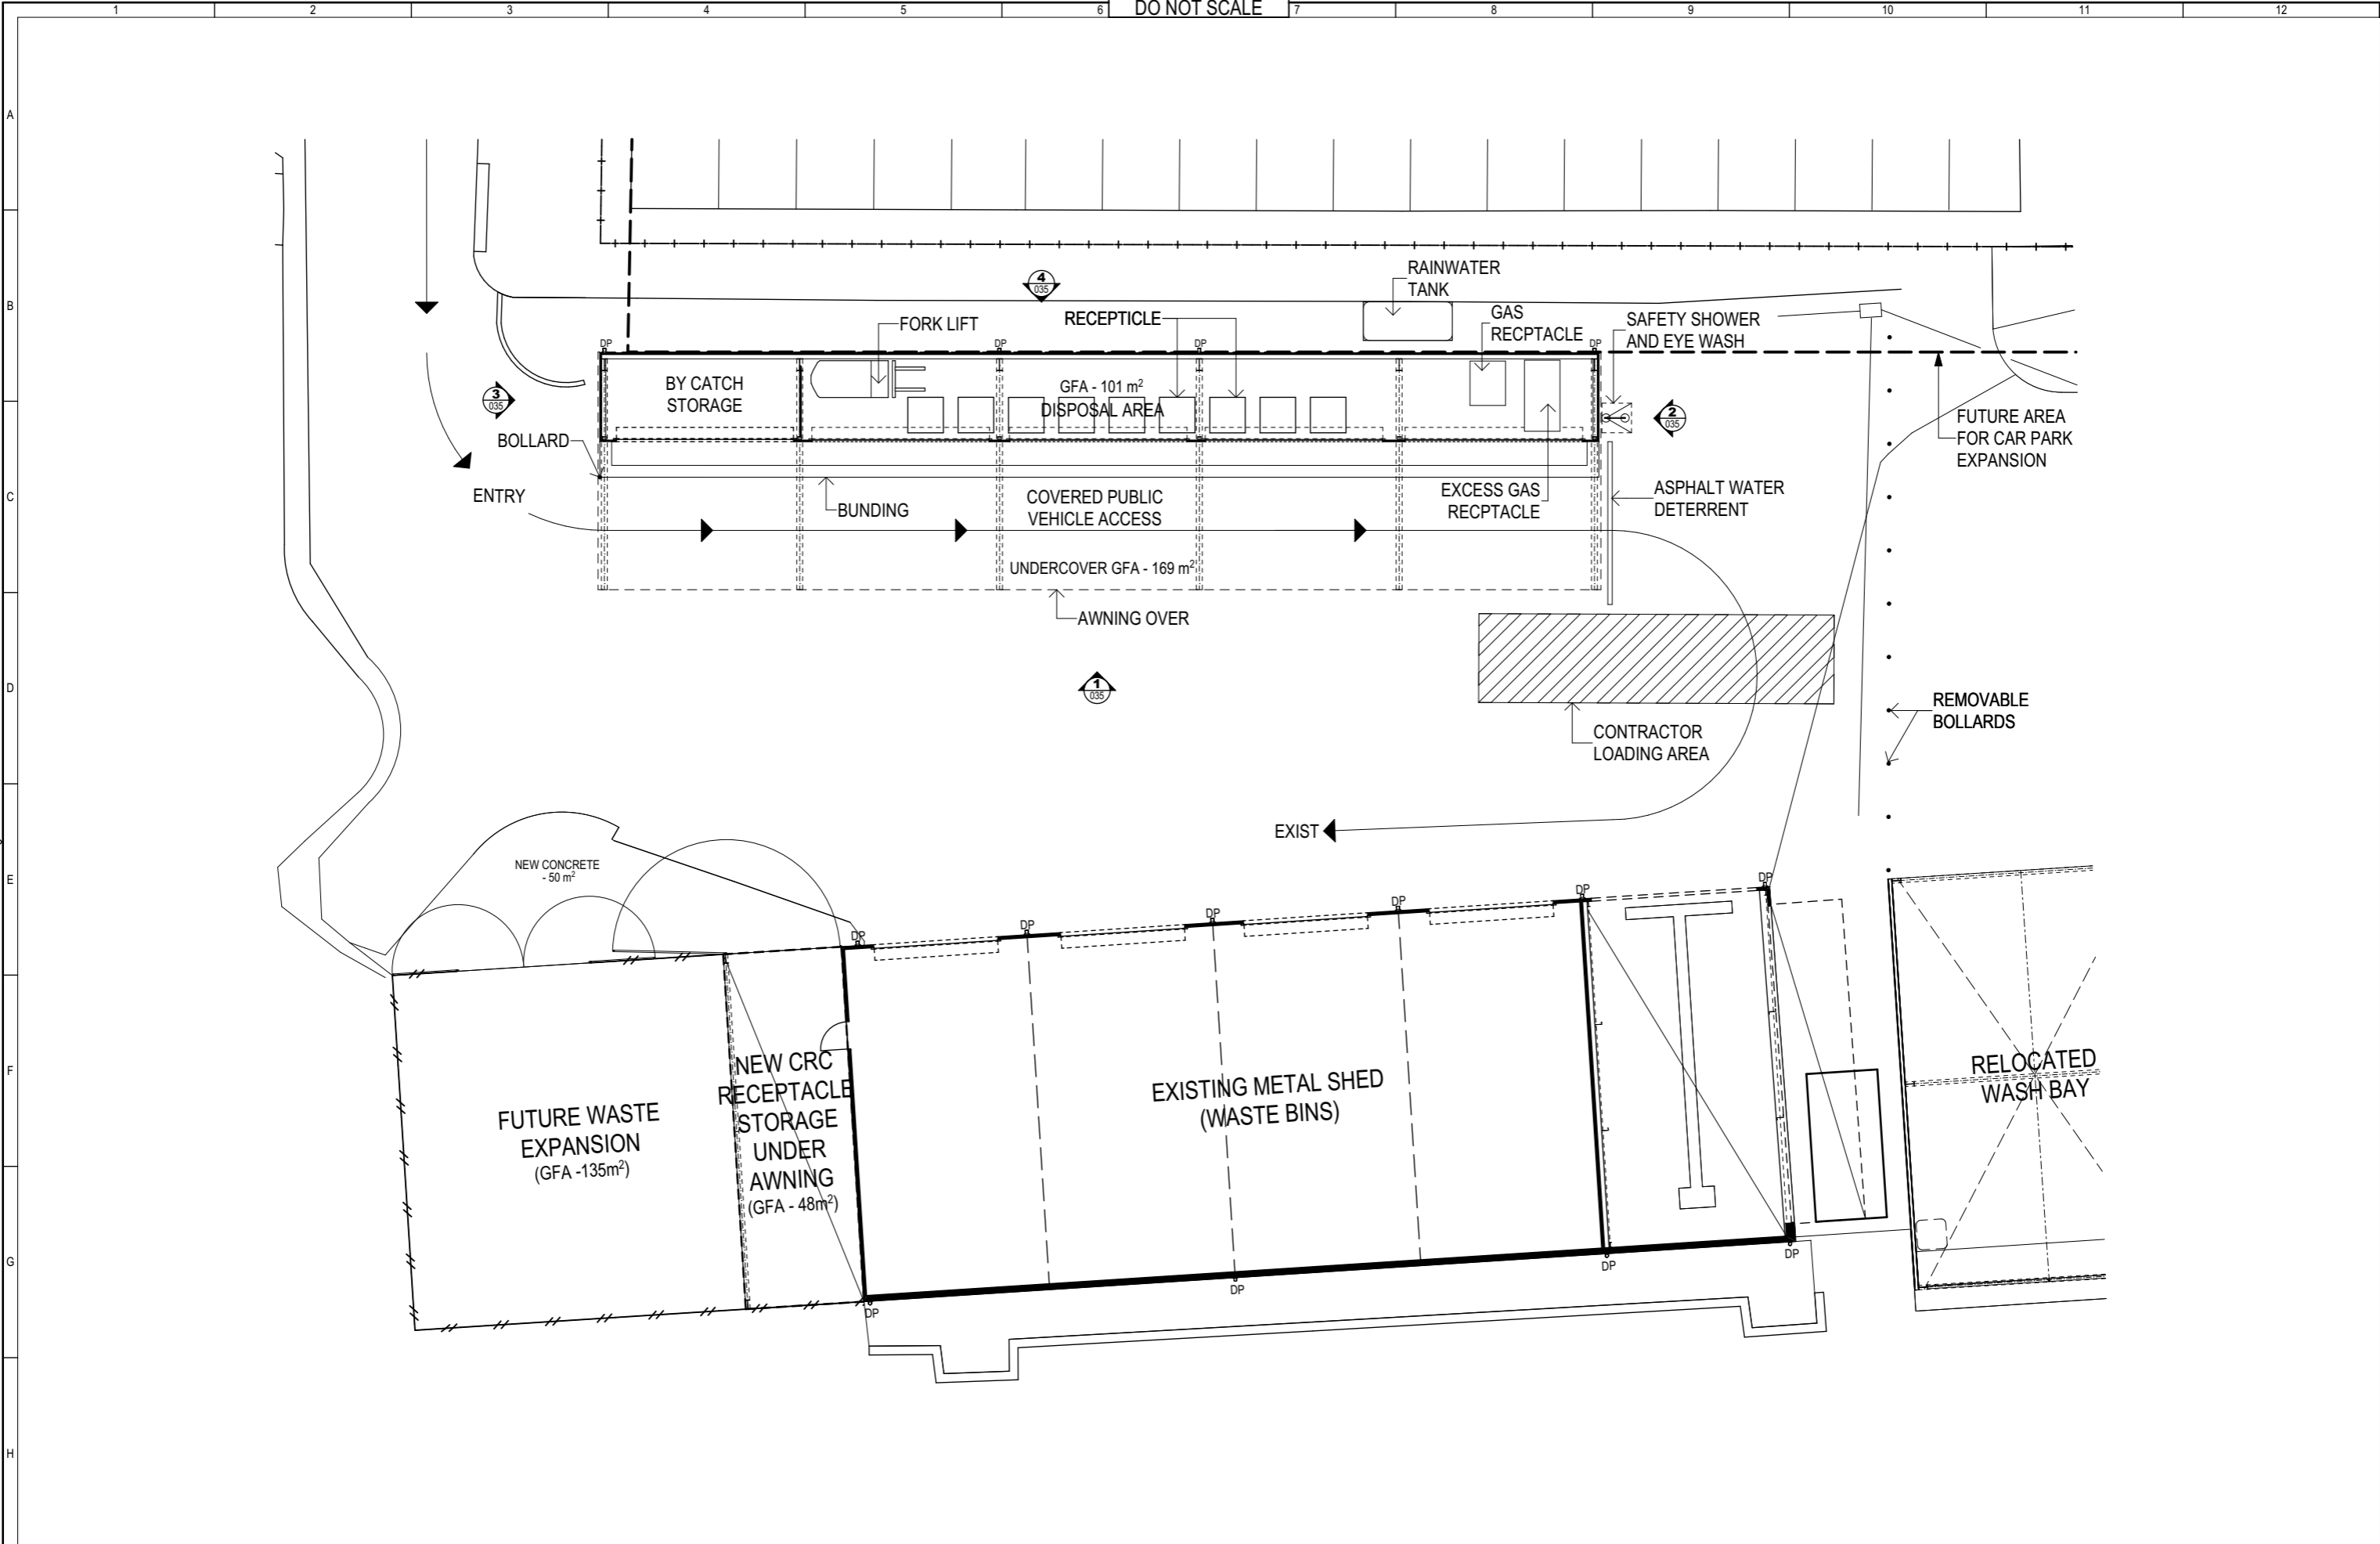 DO NOT SCALE
1 2 3 4 5 6 7 8 9 10 11 12
A
B
C
D
E
F
G
H
4
035
RAINWATER
TANK
FORK LIFT
RECEPTICLE
GAS
RECPTACLE
SAFETY SHOWER
AND EYE WASH
DP
DP
DP
DP
BY CATCH
STORAGE
GFA - 101 m²
DISPOSAL AREA
3
035
2
035
FUTURE AREA
FOR CAR PARK
EXPANSION
BOLLARD
ENTRY
BUNDING
COVERED PUBLIC
VEHICLE ACCESS
EXCESS GAS
RECPTACLE
ASPHALT WATER
DETERRENT
UNDERCOVER GFA - 169 m²
AWNING OVER
1
035
REMOVABLE
BOLLARDS
CONTRACTOR
LOADING AREA
EXIST
NEW CONCRETE
- 50 m²
DP
DP
DP
DP
DP
DP
FUTURE WASTE
EXPANSION
(GFA -135m²)
NEW CRC
RECEPTACLE
STORAGE
UNDER
AWNING
(GFA - 48m²)
EXISTING METAL SHED
(WASTE BINS)
RELOCATED
WASH BAY
DP
DP
DP
DP